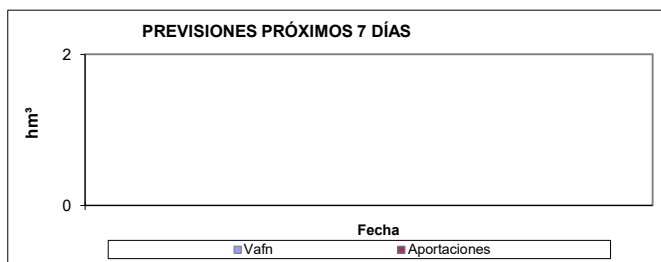 PREVISIONES PRÓXIMOS 7 DÍAS
2
hm³
0
Fecha
Vafn Aportaciones